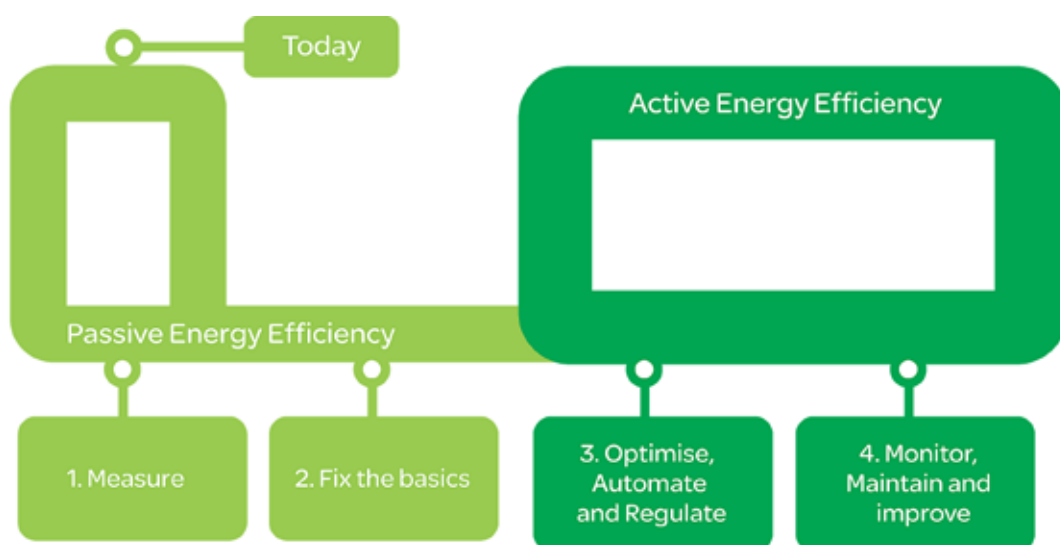 Today
Active Energy Efficiency
Passive Energy Efficiency
1. Measure
2. Fix the basics
3. Optimise,
Automate
and Regulate
4. Monitor,
Maintain and
improve